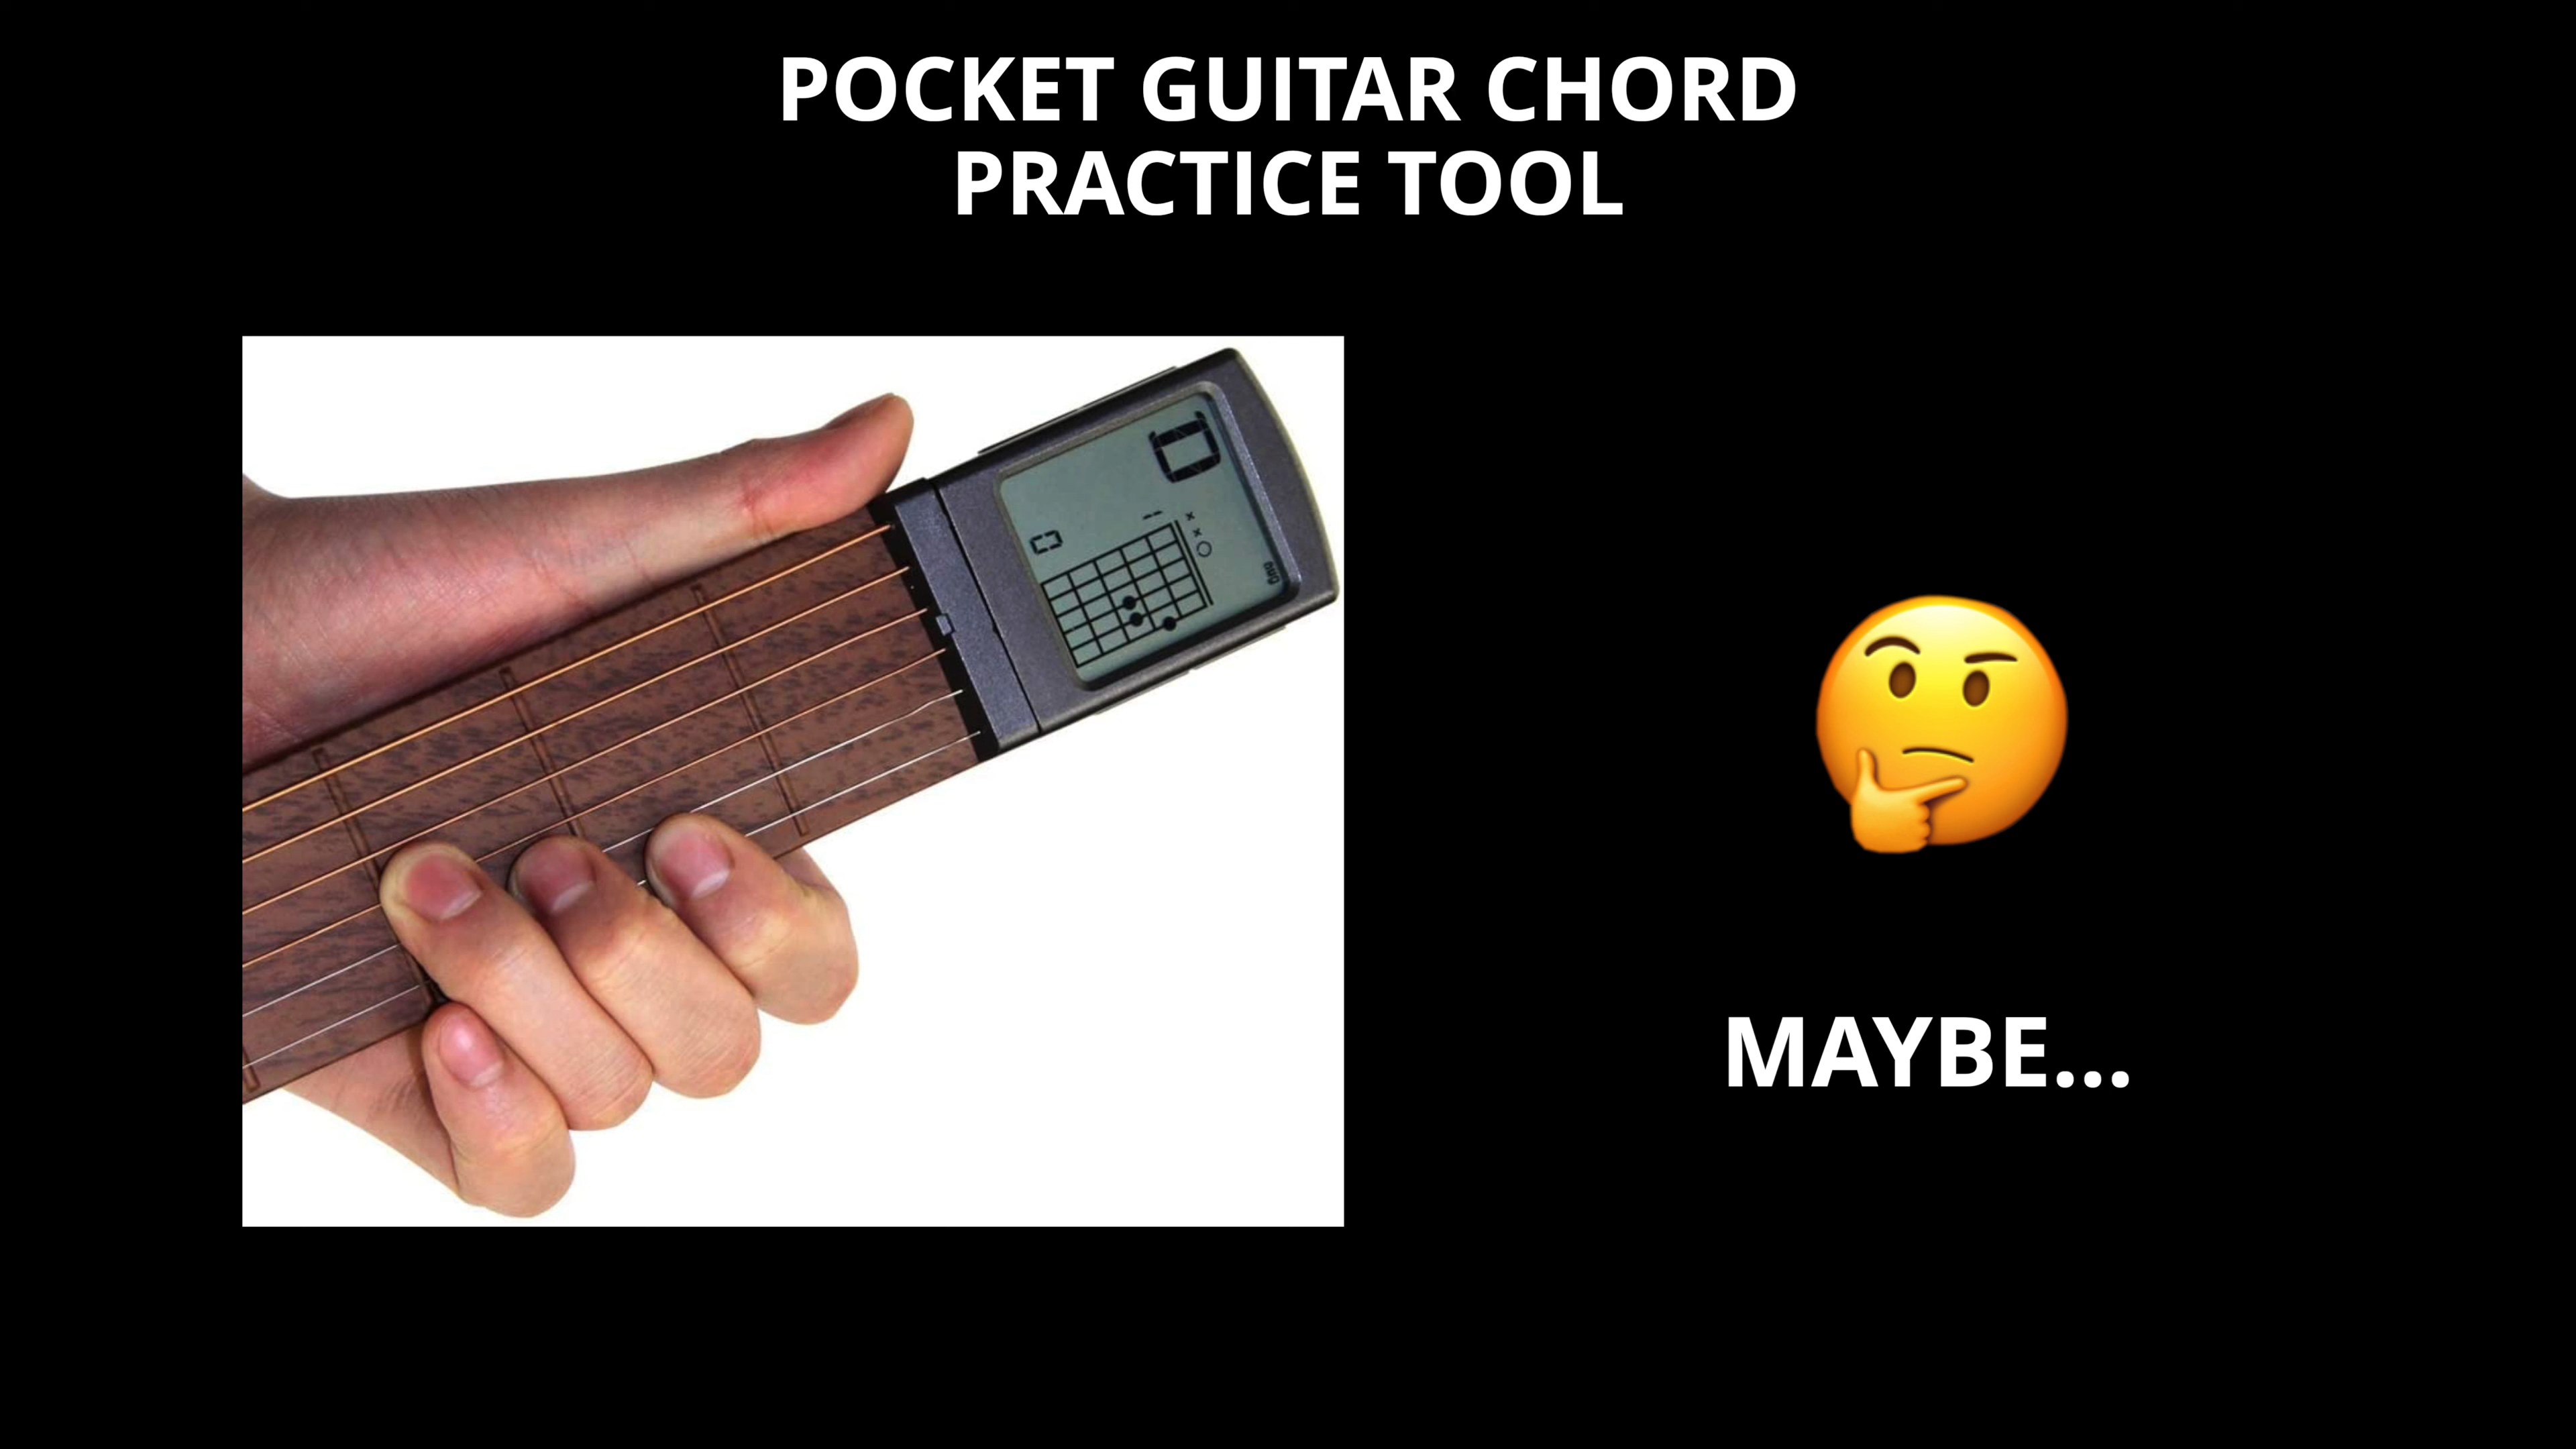 POCKET GUITAR CHORD
PRACTICE TOOL
D
x x
MAYBE...